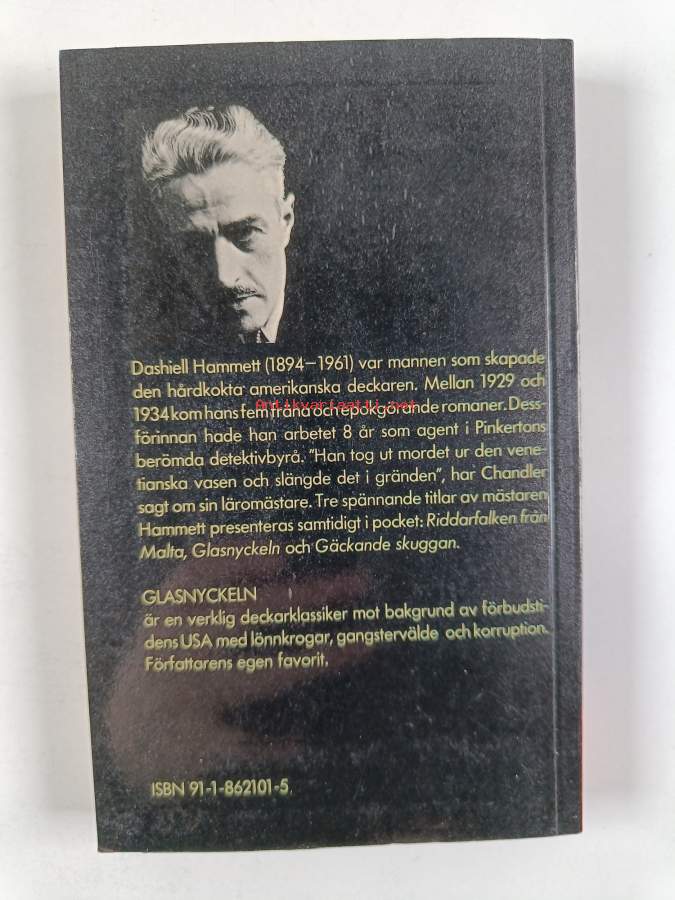 Dashiell Hammett (1894–1961) var mannen som skapade
den hårdkokta amerikanska deckaren. Mellan 1929 och
Antikvariaatti.net
1934 kom hans fem främa och epokgörande romaner. Dess-
förinnan hade han arbetet 8 år som agent i Pinkertons
berömda detektivbyrå. "Han tog ut mordet ur den vene-
tianska vasen och slängde det i gränden", har Chandler
sagt om sin läromästare. Tre spännande titlar av mästaren
Hammett presenteras samtidigt i pocket: Riddarfalken från
Malta, Glasnyckeln och Gäckande skuggan.
GLASNYCKELN
är en verklig deckarklassiker mot bakgrund av förbudsti-
dens USA med lönnkrogar, gangstervälde och korruption.
Författarens egen favorit.
ISBN 91-1-862101-5